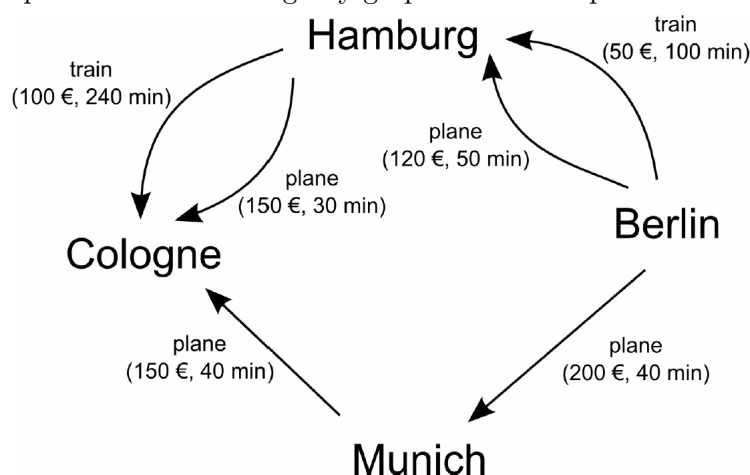 Hamburg
train
(50 €, 100 min)
train
(100 €, 240 min)
plane
(120 €, 50 min)
plane
(150 €, 30 min)
Berlin
Cologne
plane
(150 €, 40 min)
plane
(200 €, 40 min)
Munich